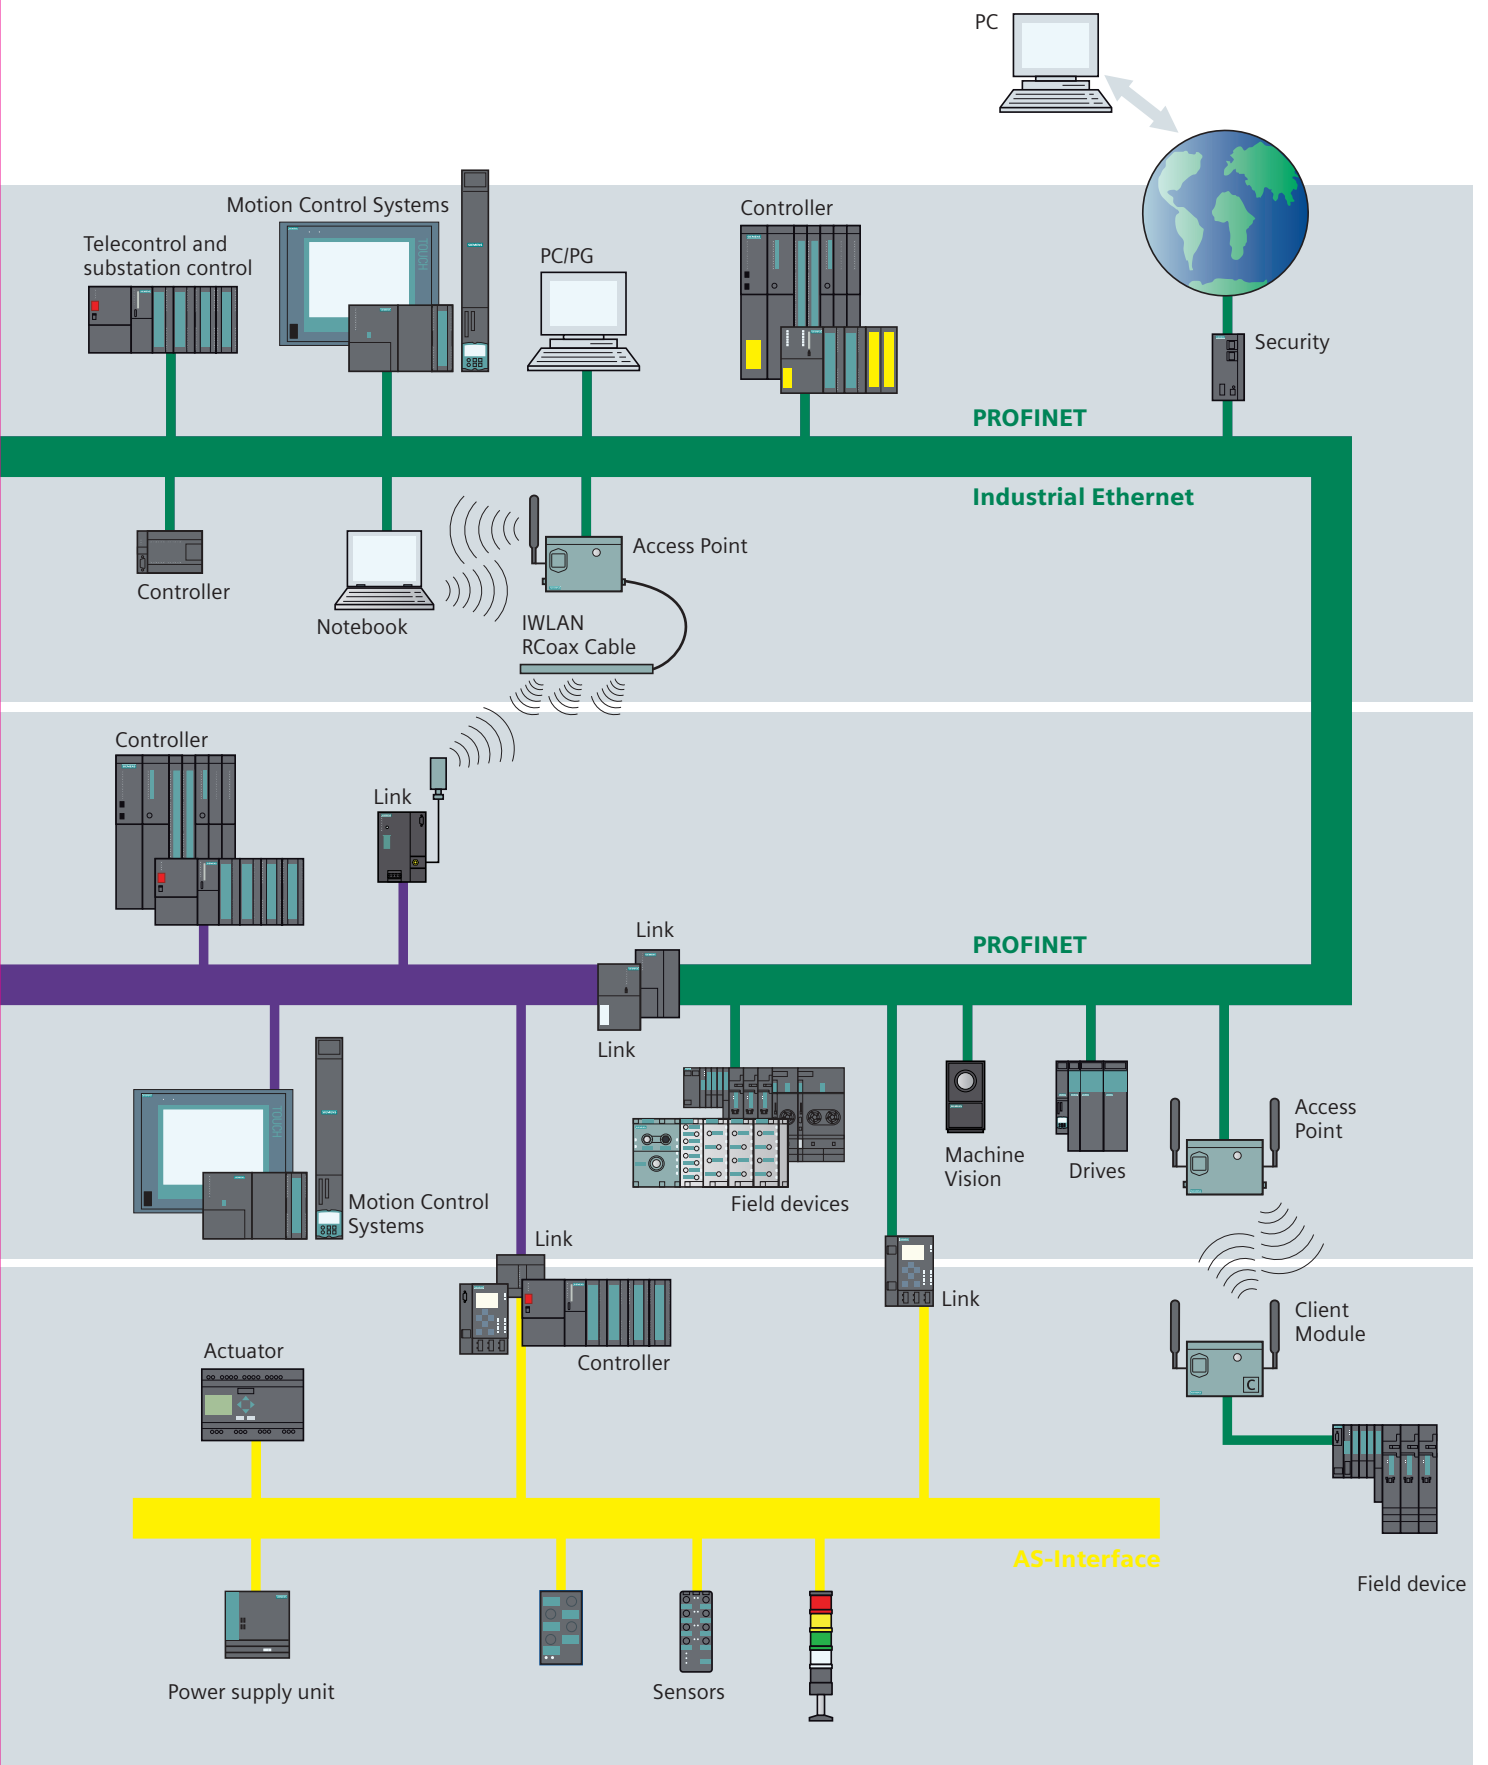 PC
Motion Control Systems
Controller
Telecontrol and
substation control
TOUCH
PC/PG
Security
PROFINET
Industrial Ethernet
Access Point
Controller
Notebook
IWLAN
RCoax Cable
Controller
Link
Link
PROFINET
Link
TOUCH
Access
Point
Machine
Vision
Drives
Motion Control
Systems
Field devices
Link
Link
Client
Module
Controller
Actuator
C
AS-Interface
Field device
Power supply unit
Sensors